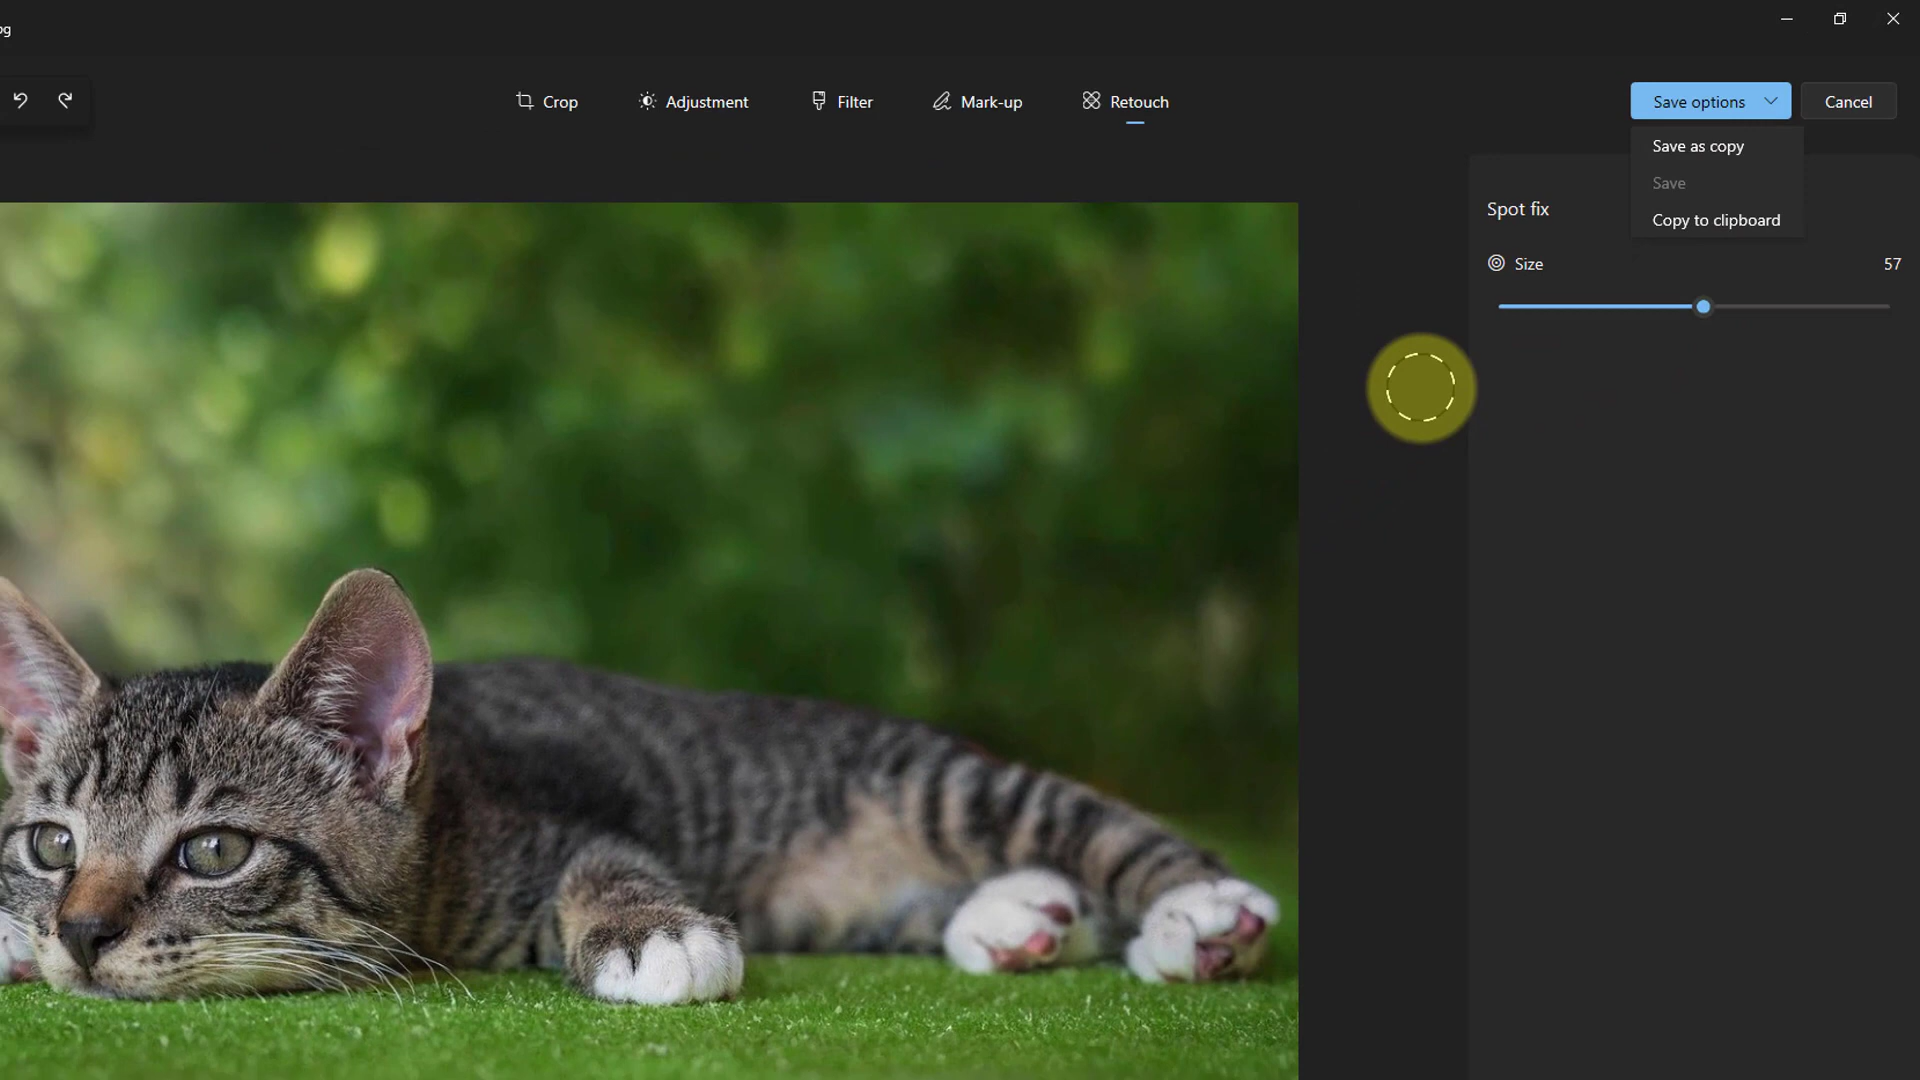 pg
Crop
Adjustment
Filter
Mark-up
Retouch
Save options
Cancel
Save as copy
Save
Copy to clipboard
Spot fix
Size
57